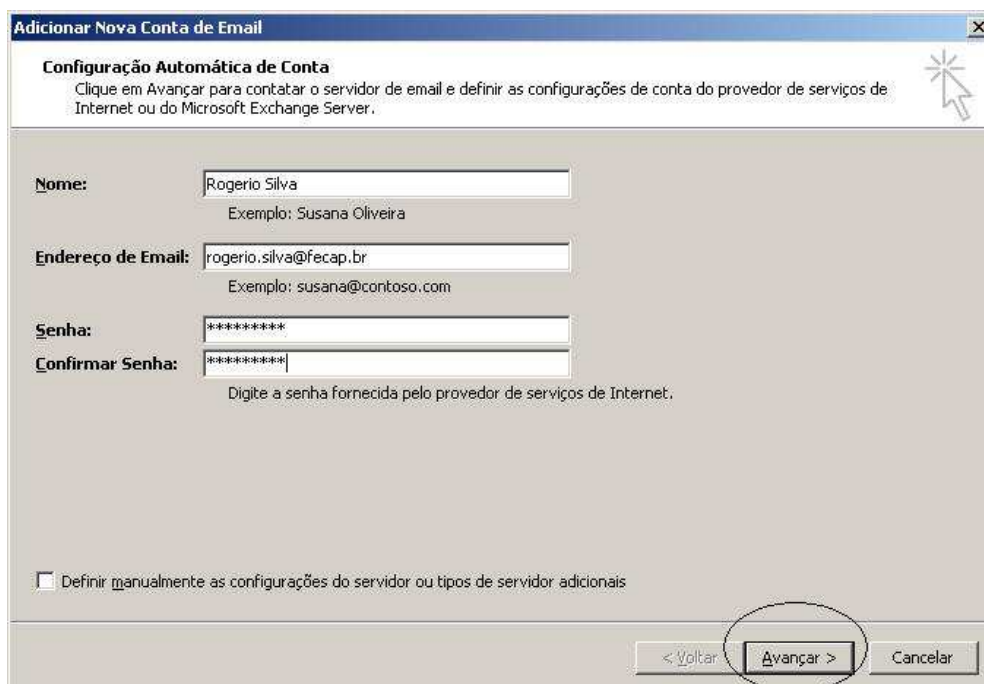 Adicionar Nova Conta de Email
Configuração Automática de Conta
Clique em Avançar para contatar o servidor de email e definir as configurações de conta do provedor de serviços de
Internet ou do Microsoft Exchange Server.
Nome: Rogerio Silva
Exemplo: Susana Oliveira
Endereço de Email: rogerio.silva@fecap.br
Exemplo: susana@contoso.com
Senha: *********
Confirmar Senha: *********
Digite a senha fornecida pelo provedor de serviços de Internet.
Definir manualmente as configurações do servidor ou tipos de servidor adicionais
< Voltar Avançar > Cancelar